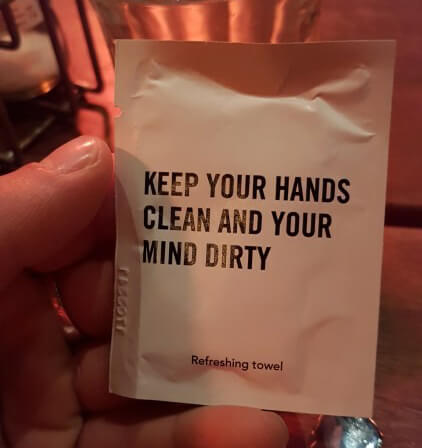 KEEP YOUR HANDS
CLEAN AND YOUR
MIND DIRTY
Refreshing towel